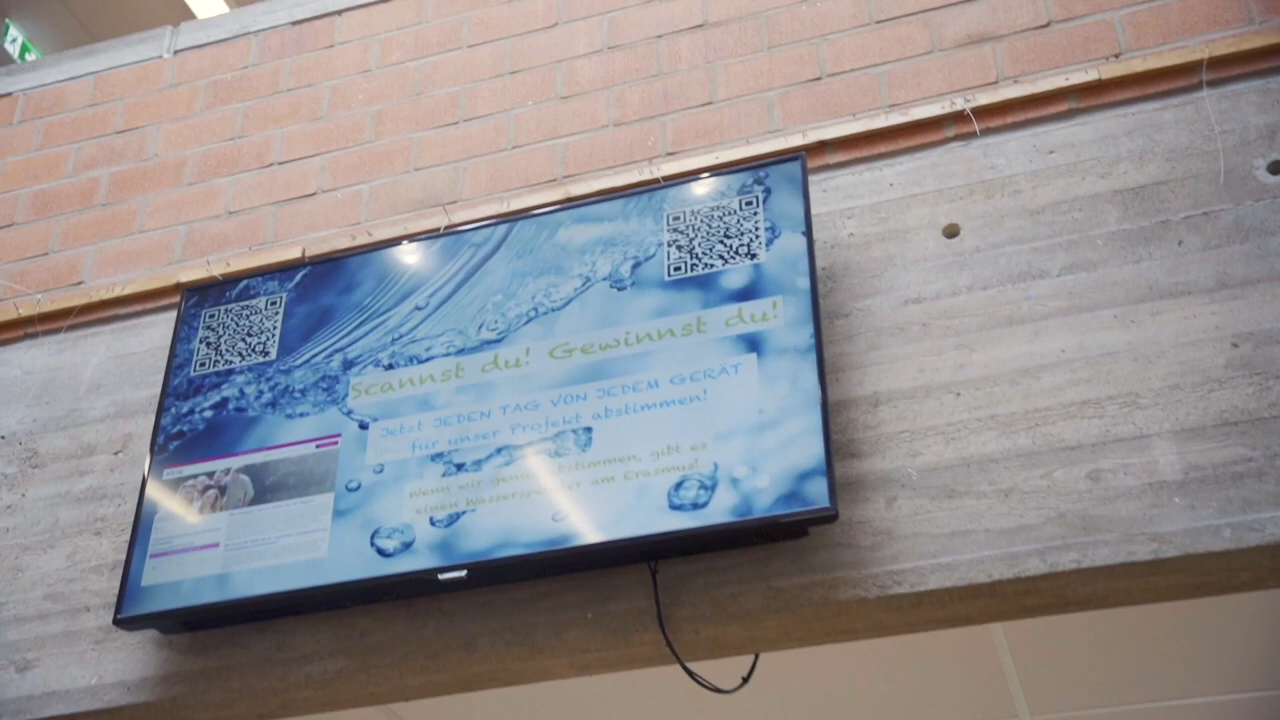 Scannst du! Gewinnst du!
Jetzt JEDEN TAG VON JEDEM GERÄT
für unser Projekt abstimmen!
Wenn wir genug abstimmen, gibt es
einen Wasserspender am Erasmus!